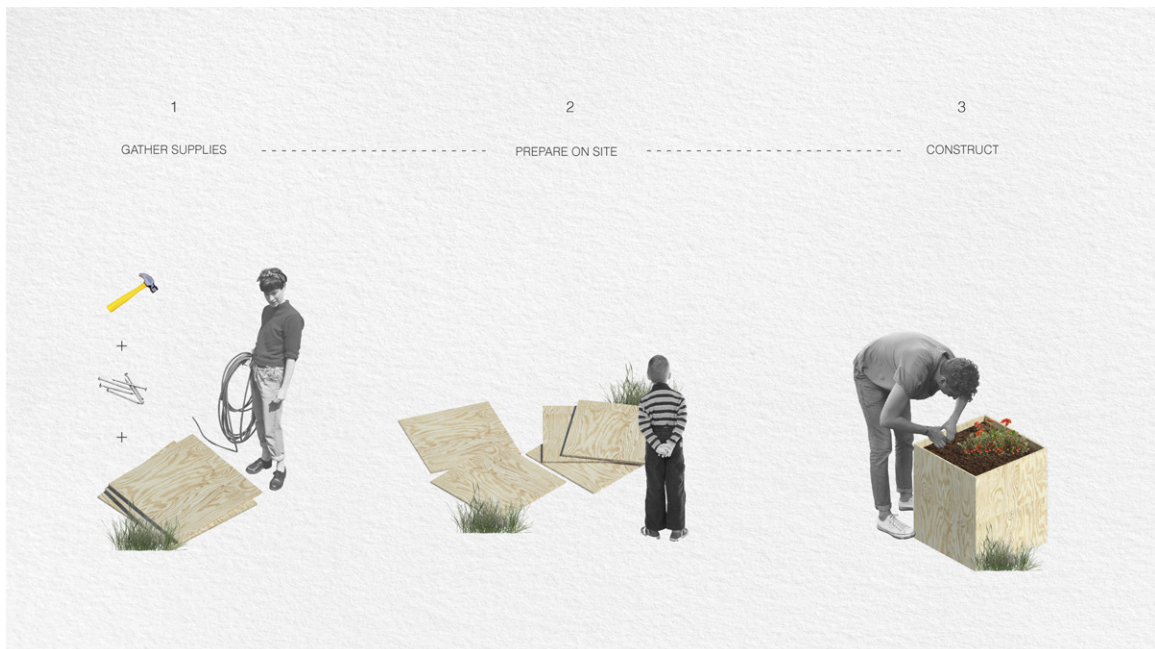 1
GATHER SUPPLIES
2
PREPARE ON SITE
3
CONSTRUCT
+
+